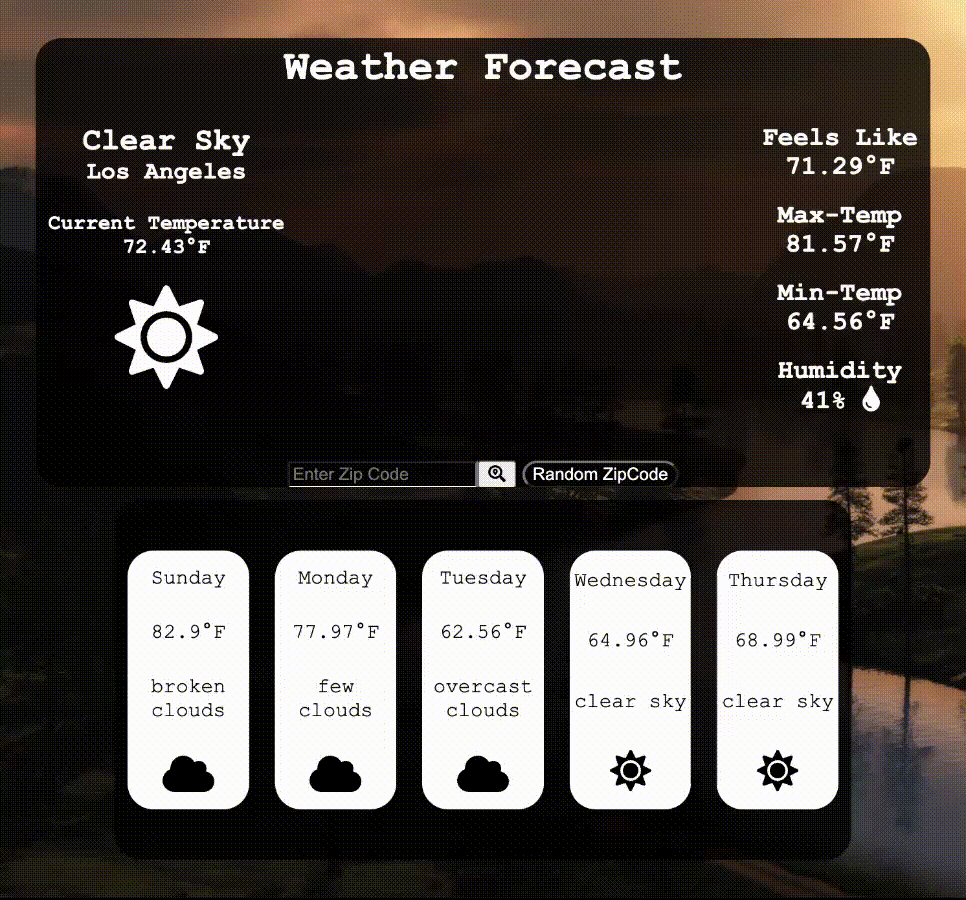 Weather Forecast
Clear Sky
Los Angeles
Current Temperature
72.43°F
Feels Like
71.29°F
Max-Temp
81.57°F
Min-Temp
64.56°F
Humidity
41%
Enter Zip Code
Random ZipCode
Sunday
82.9°F
broken
clouds
Monday
77.97°F
few
clouds
Tuesday
62.56°F
overcast
clouds
Wednesday
64.96°F
clear sky
Thursday
68.99°F
clear sky